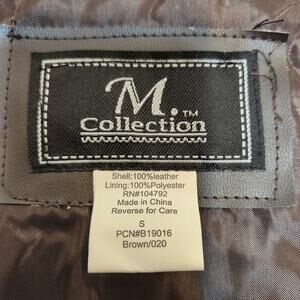 M.™
Collection
Shell:100%leather
Lining:100%Polyester
RN#104792
Made in China
Reverse for Care
S
PCN#B19016
Brown/020